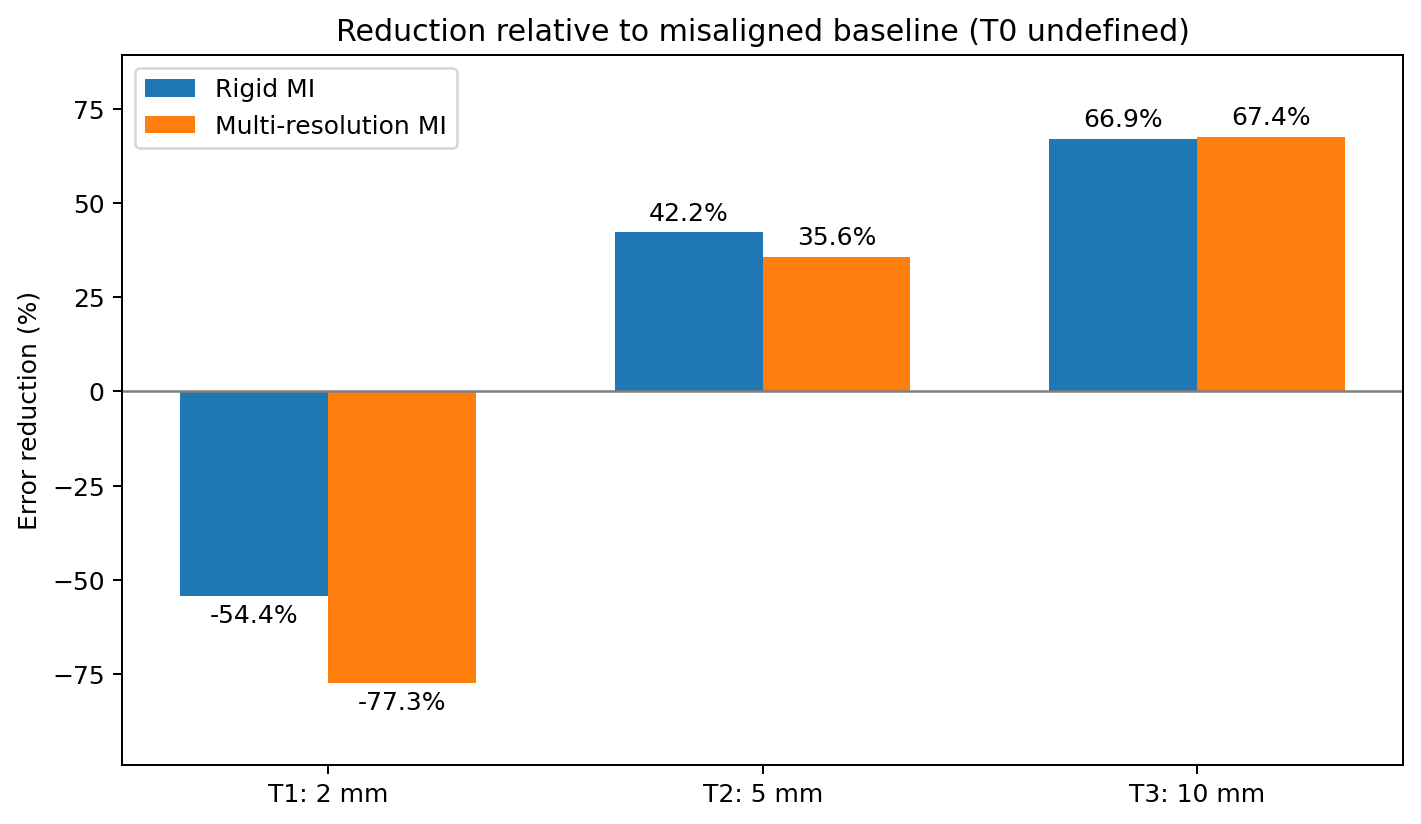 Reduction relative to misaligned baseline (T0 undefined)
Rigid MI
Multi-resolution MI
Error reduction (%)
75
50
25
0
−25
−50
−75
-54.4%
-77.3%
42.2%
35.6%
66.9%
67.4%
T1: 2 mm
T2: 5 mm
T3: 10 mm